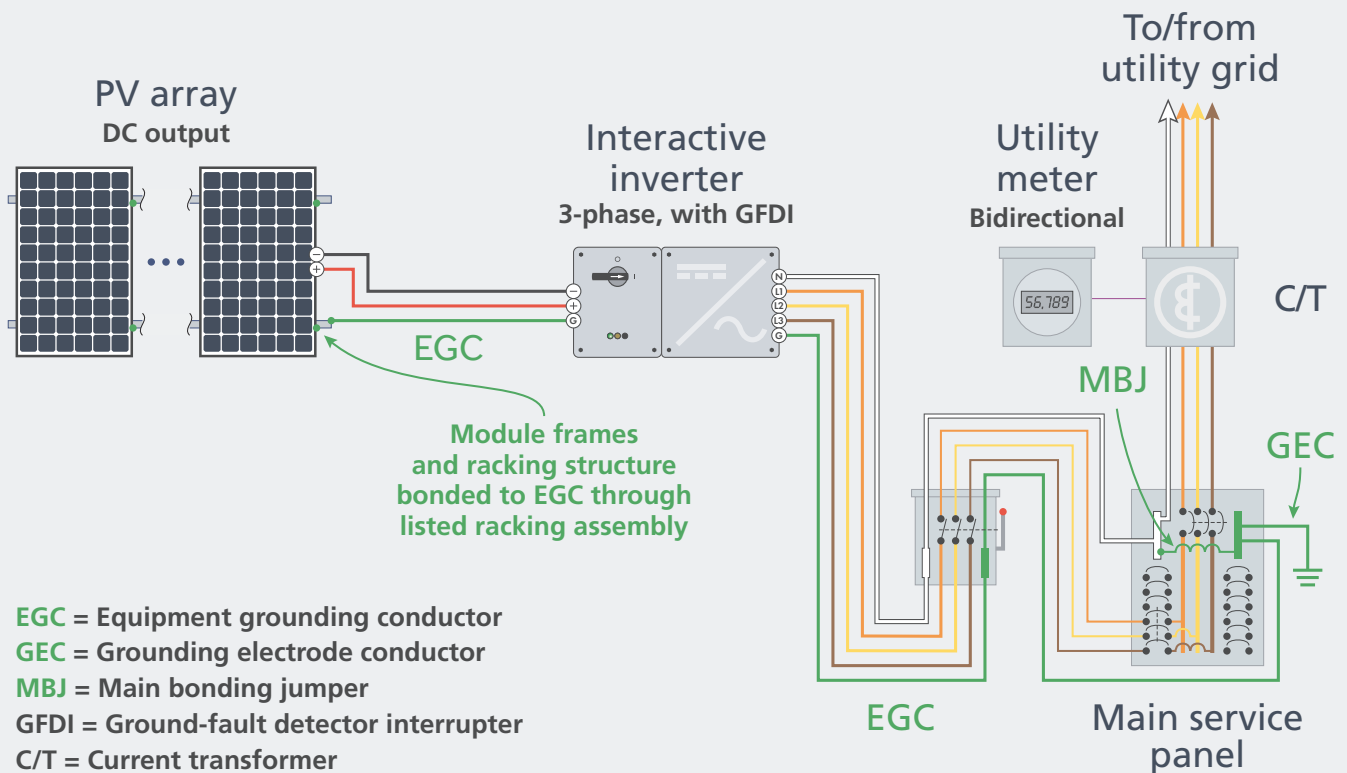 To/from
utility grid
PV array
DC output
Interactive
inverter
3-phase, with GFDI
Utility
meter
Bidirectional
C/T
56,789
−
+
−
+
G
N
L1
L2
L3
G
O
I
EGC
Module frames
and racking structure
bonded to EGC through
listed racking assembly
MBJ
GEC
EGC = Equipment grounding conductor
GEC = Grounding electrode conductor
MBJ = Main bonding jumper
GFDI = Ground-fault detector interrupter
C/T = Current transformer
EGC
Main service
panel